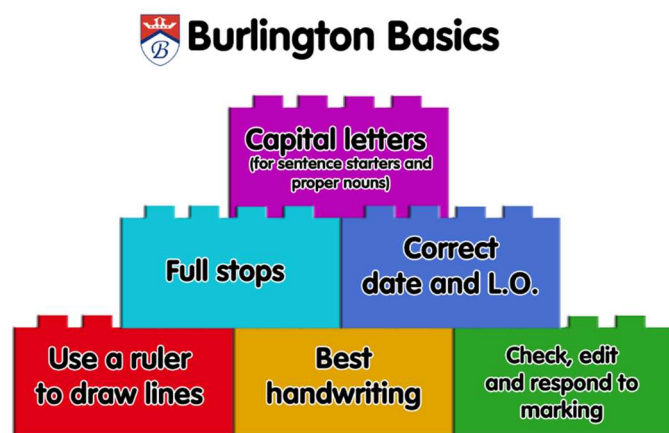 B
Burlington Basics
Capital letters
(for sentence starters and
proper nouns)
Full stops
Correct
date and L.O.
Use a ruler
to draw lines
Best
handwriting
Check, edit
and respond to
marking